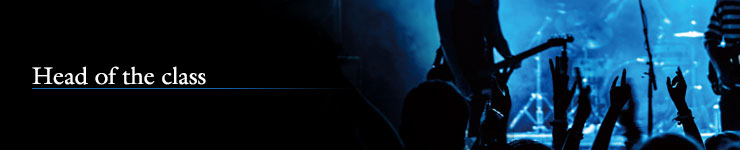 Head of the class